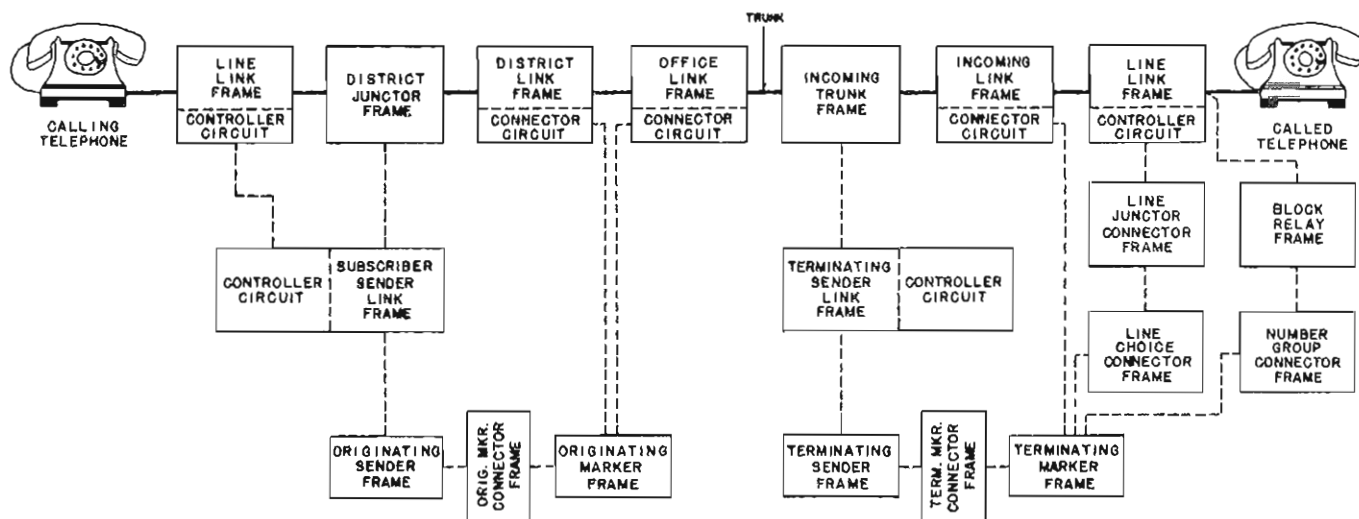 TRUNK
CALLING
TELEPHONE
LINE
LINK
FRAME
CONTROLLER
CIRCUIT
DISTRICT
JUNCTOR
FRAME
DISTRICT
LINK
FRAME
CONNECTOR
CIRCUIT
OFFICE
LINK
FRAME
CONNECTOR
CIRCUIT
INCOMING
TRUNK
FRAME
INCOMING
LINK
FRAME
CONNECTOR
CIRCUIT
LINE
LINK
FRAME
CONTROLLER
CIRCUIT
CALLED
TELEPHONE
LINE
JUNCTOR
CONNECTOR
FRAME
BLOCK
RELAY
FRAME
CONTROLLER
CIRCUIT
SUBSCRIBER
SENDER
LINK
FRAME
TERMINATING
SENDER
LINK
FRAME
CONTROLLER
CIRCUIT
LINE
CHOICE
CONNECTOR
FRAME
NUMBER
GROUP
CONNECTOR
FRAME
ORIGINATING
SENDER
FRAME
ORIG. MKR.
CONNECTOR
FRAME
ORIGINATING
MARKER
FRAME
TERMINATING
SENDER
FRAME
TERM. MKR.
CONNECTOR
FRAME
TERMINATING
MARKER
FRAME